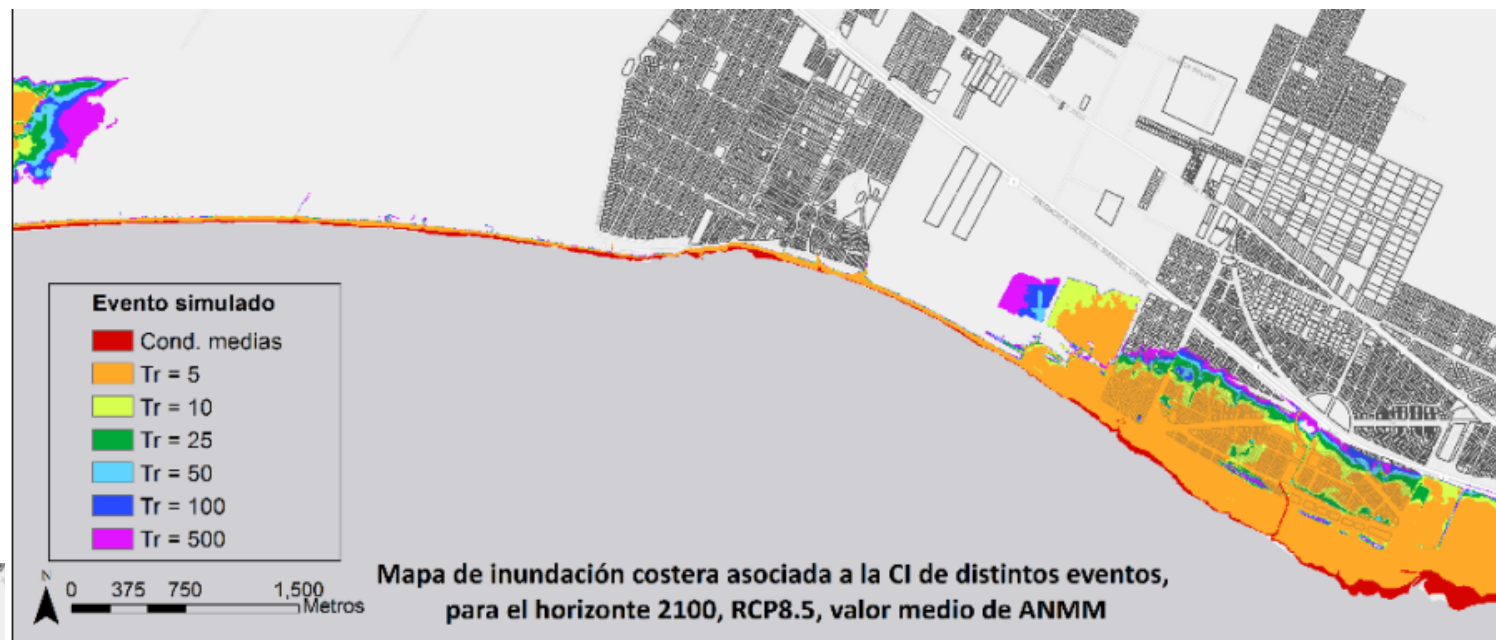 Evento simulado
Cond. medias
Tr = 5
Tr = 10
Tr = 25
Tr = 50
Tr = 100
Tr = 500
N
0 375 750 1,500
Metros
Mapa de inundación costera asociada a la CI de distintos eventos,
para el horizonte 2100, RCP8.5, valor medio de ANMM